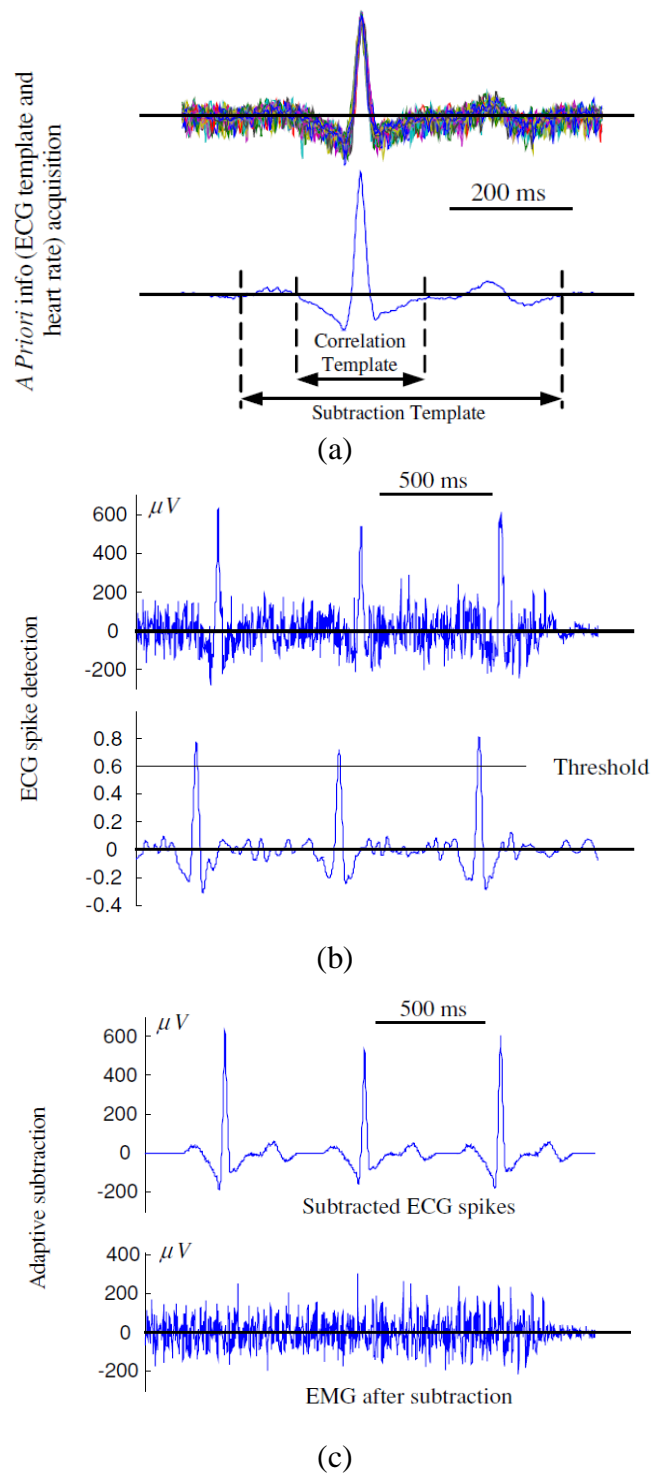 A Priori info (ECG template and
heart rate) acquisition
200 ms
Correlation
Template
Subtraction Template
(a)
ECG spike detection
500 ms
μV
600
400
200
0
-200
0.8
0.6
0.4
0.2
0
-0.2
-0.4
Threshold
(b)
Adaptive subtraction
500 ms
μV
600
400
200
0
-200
Subtracted ECG spikes
μV
400
200
0
-200
EMG after subtraction
(c)